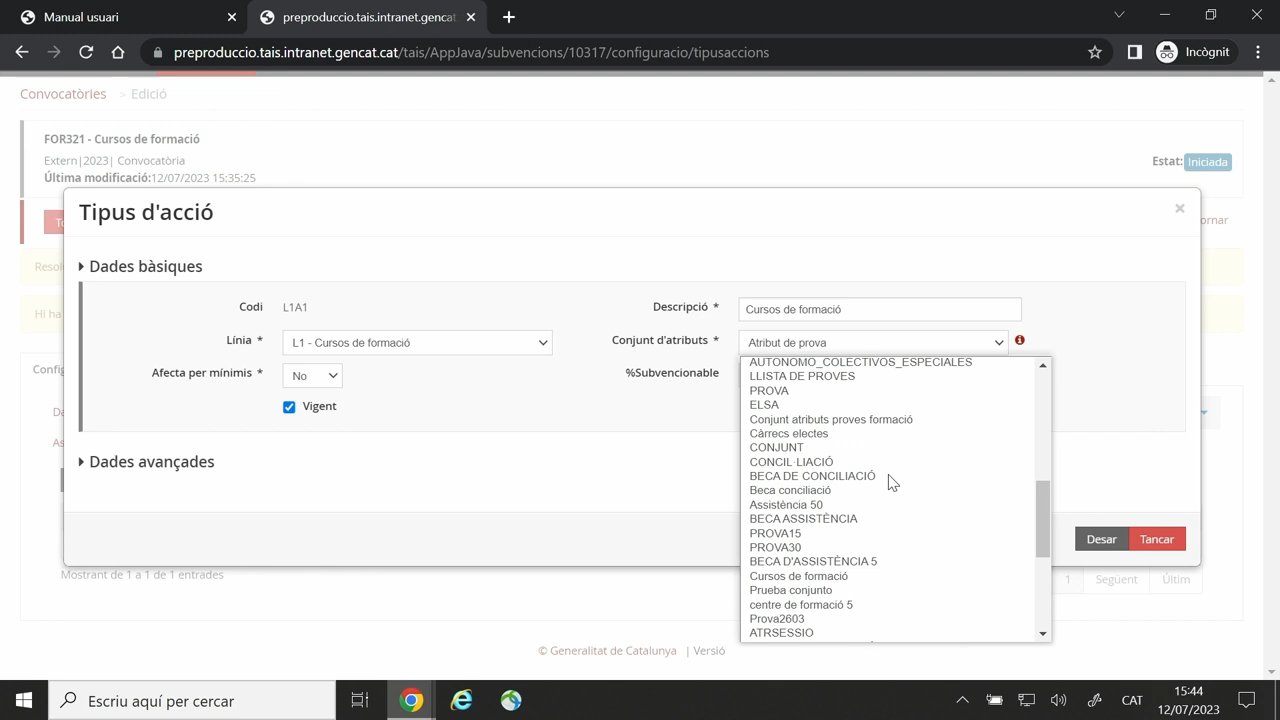 Manual usuari
preproduccio.tais.intranet.gencat
preproduccio.tais.intranet.gencat.cat/tais/AppJava/subvencions/10317/configuracio/tipusaccions
Incògnit
Convocatòries > Edició
FOR321 - Cursos de formació
Extern|2023| Convocatòria
Estat: Iniciada
Última modificació:12/07/2023 15:35:25
Tipus d'acció
×
Dades bàsiques
Codi L1A1 Descripció * Cursos de formació
Línia * L1 - Cursos de formació Conjunt d'atributs * Atribut de prova
Afecta per mínimis * No %Subvencionable
Vigent
AUTONOMO_COLECTIVOS_ESPECIALES
LLISTA DE PROVES
PROVA
ELSA
Conjunt atributs proves formació
Càrrecs electes
CONJUNT
CONCIL·LIACIÓ
BECA DE CONCILIACIÓ
Beca conciliació
Assistència 50
BECA ASSISTÈNCIA
PROVA15
PROVA30
BECA D'ASSISTÈNCIA 5
Cursos de formació
Prueba conjunto
centre de formació 5
Prova2603
ATRSESSIO
Dades avançades
Desar Tancar
Mostrant de 1 a 1 de 1 entrades
1 Següent Últim
© Generalitat de Catalunya | Versió
Escriu aquí per cercar
CAT
15:44
12/07/2023